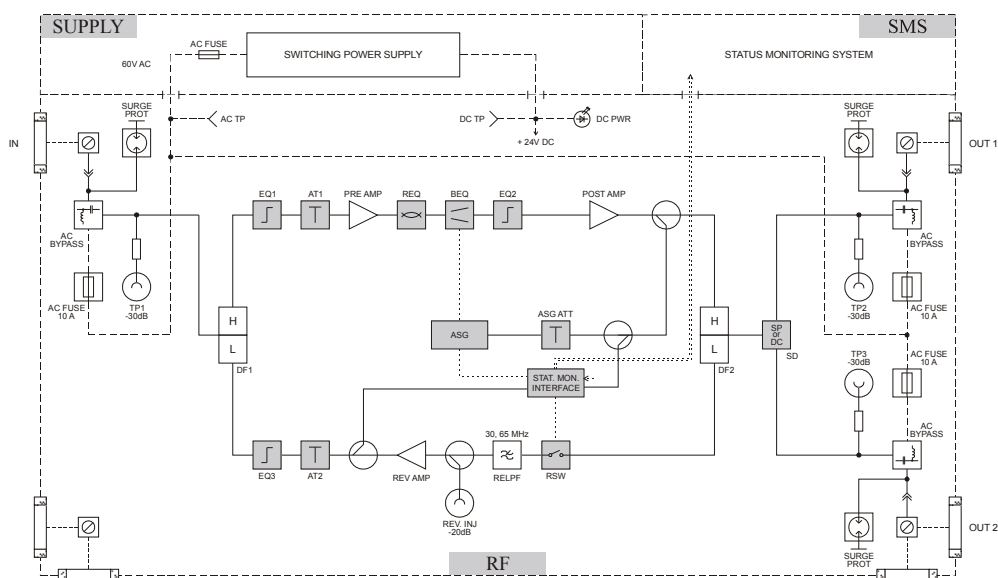 SUPPLY
SMS
AC FUSE
60V AC
SWITCHING POWER SUPPLY
STATUS MONITORING SYSTEM
SURGE
PROT
AC TP
DC TP
DC PWR
+ 24V DC
SURGE
PROT
IN
OUT 1
EQ1
AT1
PRE AMP
REQ
BEQ
EQ2
POST AMP
AC
BYPASS
AC
BYPASS
AC FUSE
10 A
TP1
-30dB
TP2
-30dB
AC FUSE
10 A
H
L
DF1
ASG
ASG ATT
H
L
DF2
SP
or
DC
SD
STAT. MON.
INTERFACE
TP3
-30dB
AC FUSE
10 A
AC
BYPASS
30, 65 MHz
EQ3
AT2
REV AMP
RELPF
RSW
REV. INJ
-20dB
SURGE
PROT
OUT 2
RF